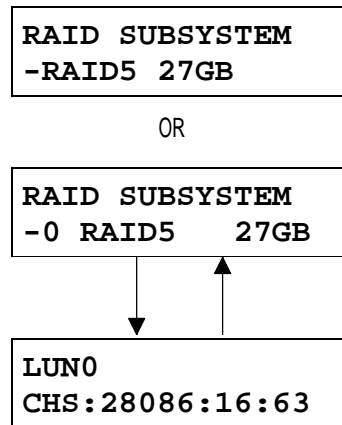 RAID SUBSYSTEM
-RAID5 27GB
OR
RAID SUBSYSTEM
-0 RAID5 27GB
LUN0
CHS:28086:16:63